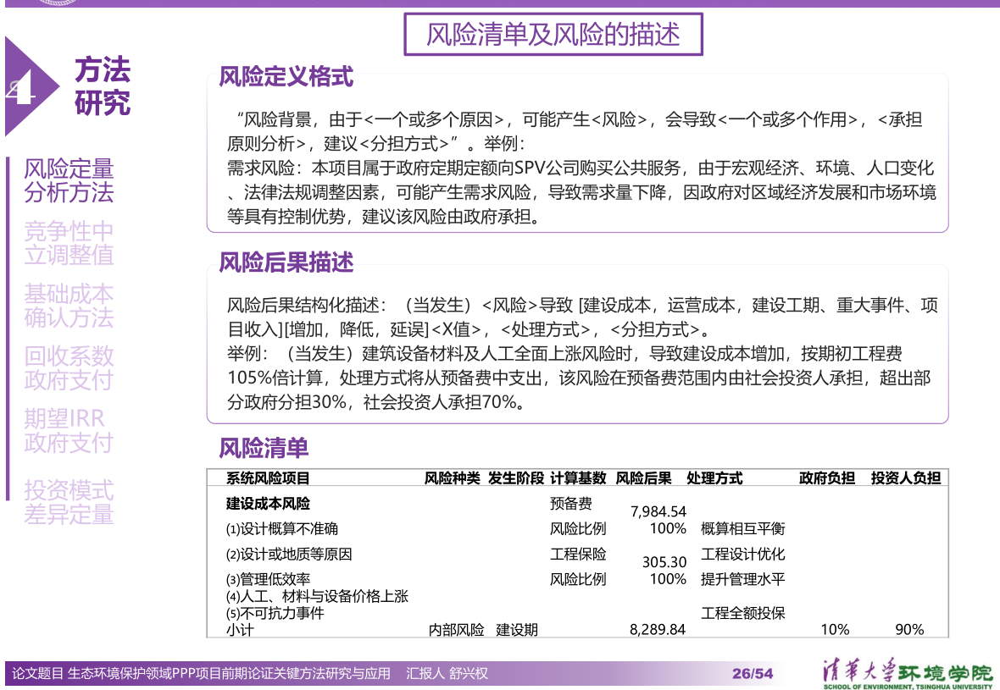 风险清单及风险的描述
4
方法
研究
风险定量
分析方法
竞争性中
立调整值
基础成本
确认方法
回收系数
政府支付
期望IRR
政府支付
投资模式
差异定量
风险定义格式
“风险背景，由于<一个或多个原因>，可能产生<风险>，会导致<一个或多个作用>，<承担
原则分析>，建议<分担方式>”。举例：
需求风险：本项目属于政府定期定额向SPV公司购买公共服务，由于宏观经济、环境、人口变化
、法律法规调整因素，可能产生需求风险，导致需求量下降，因政府对区域经济发展和市场环境
等具有控制优势，建议该风险由政府承担。
风险后果描述
风险后果结构化描述：（当发生）<风险>导致 [建设成本，运营成本，建设工期、重大事件、项
目收入][增加，降低，延误]<X值>，<处理方式>，<分担方式>。
举例：（当发生）建筑设备材料及人工全面上涨风险时，导致建设成本增加，按期初工程费
105%倍计算，处理方式将从预备费中支出，该风险在预备费范围内由社会投资人承担，超出部
分政府分担30%，社会投资人承担70%。
风险清单
系统风险项目 风险种类 发生阶段 计算基数 风险后果 处理方式 政府负担 投资人负担
建设成本风险 预备费 7,984.54
(1)设计概算不准确 风险比例 100% 概算相互平衡
(2)设计或地质等原因 工程保险 305.30 工程设计优化
(3)管理低效率 风险比例 100% 提升管理水平
(4)人工、材料与设备价格上涨
(5)不可抗力事件 工程全额投保
小计 内部风险 建设期 8,289.84 10% 90%
论文题目 生态环境保护领域PPP项目前期论证关键方法研究与应用 汇报人 舒兴权
26/54
清华大学环境学院
SCHOOL OF ENVIRONMENT, TSINGHUA UNIVERSITY